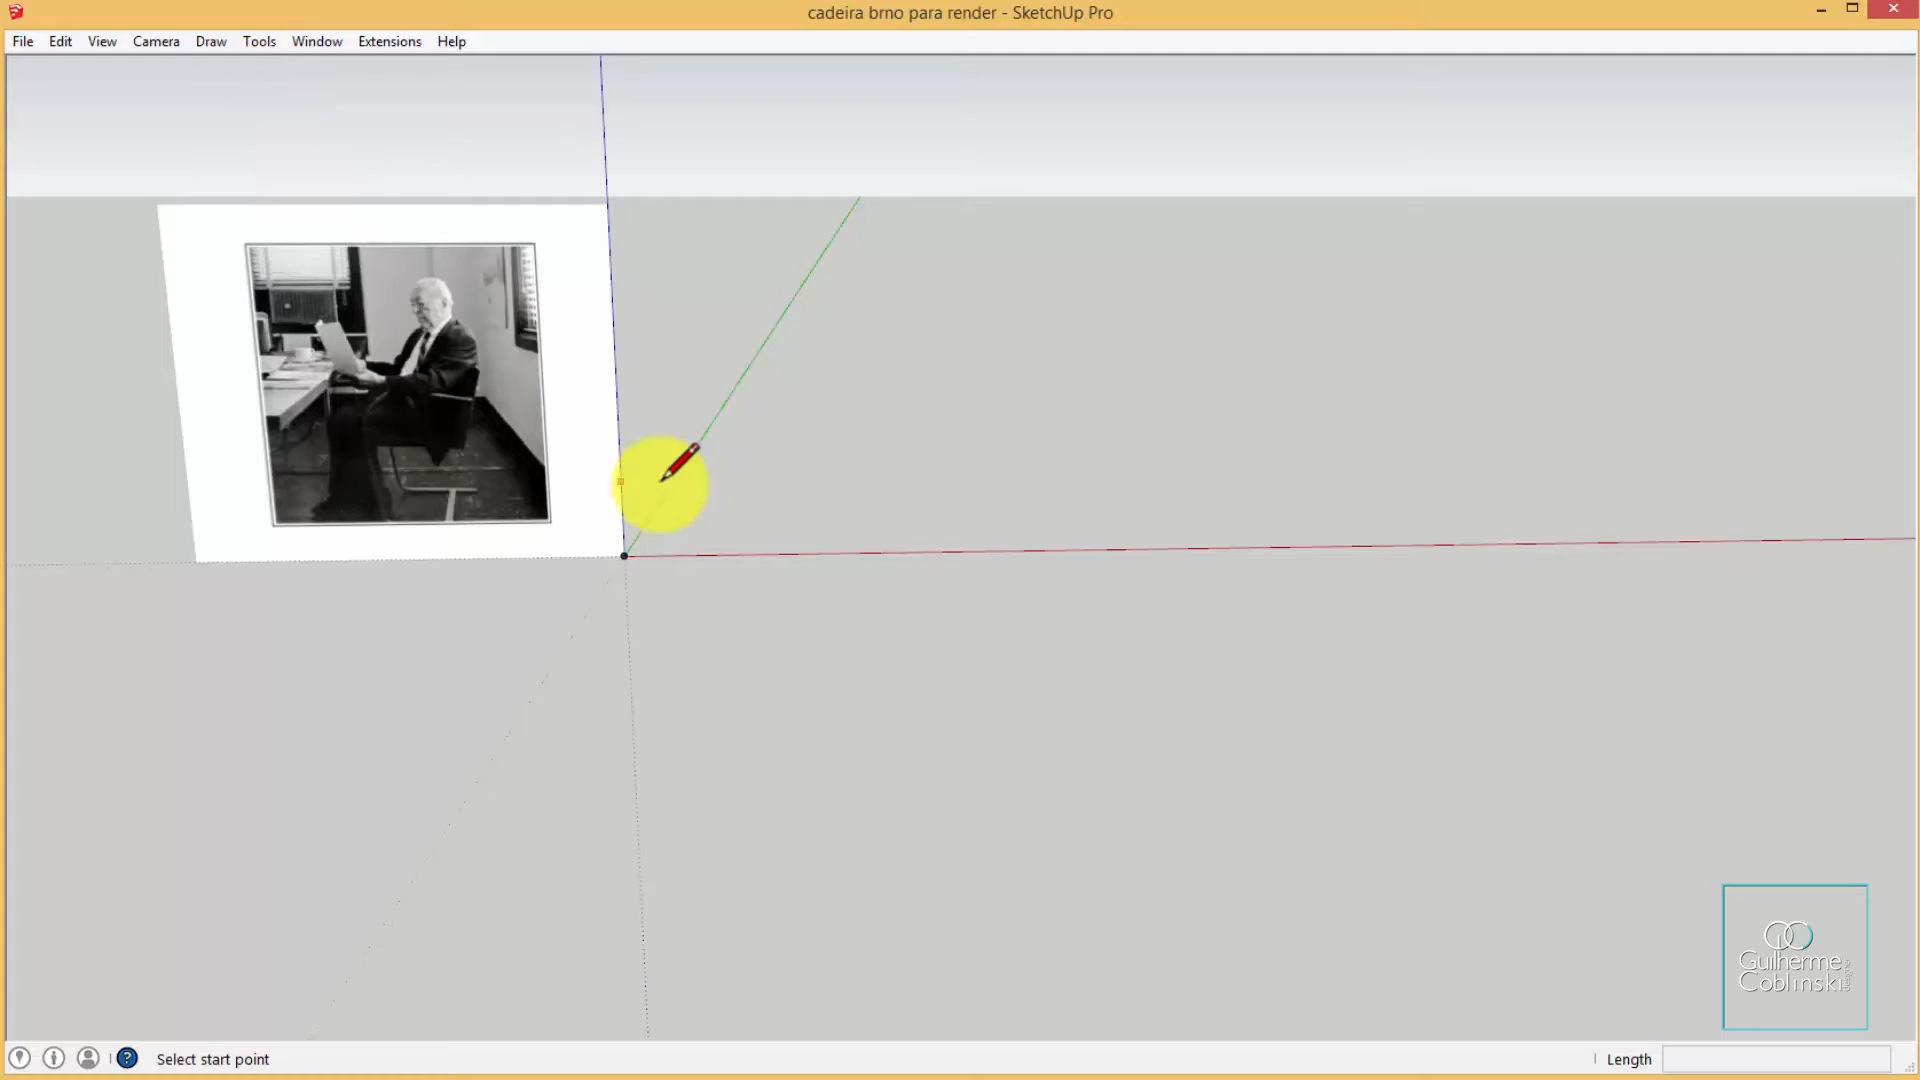 cadeira brno para render - SketchUp Pro
File Edit View Camera Draw Tools Window Extensions Help
Guilherme
Coblinski
designer
Select start point
Length